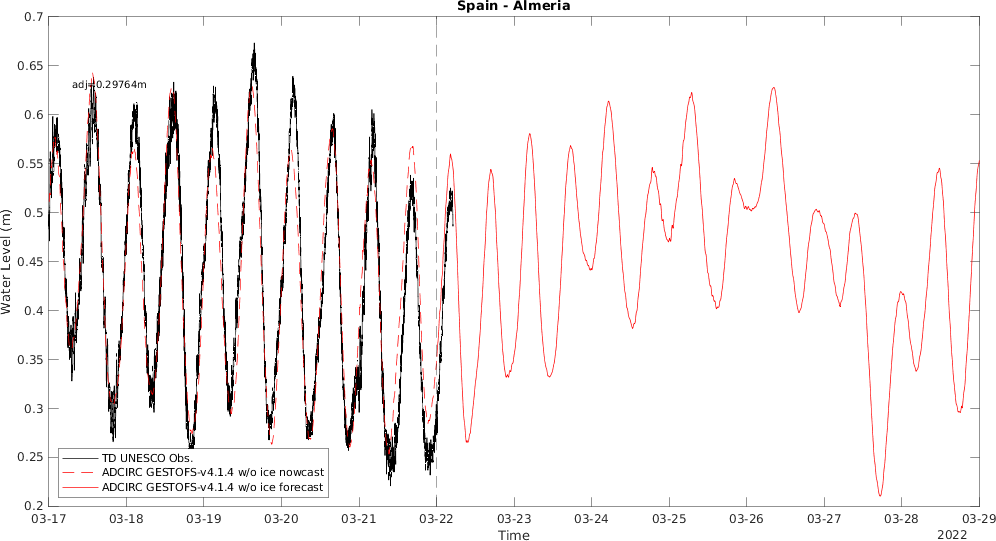 Spain - Almeria
0.7
0.65
0.6
0.55
0.5
0.45
0.4
0.35
0.3
0.25
0.2
Water Level (m)
adj=0.29764m
TD UNESCO Obs.
ADCIRC GESTOFS-v4.1.4 w/o ice nowcast
ADCIRC GESTOFS-v4.1.4 w/o ice forecast
03-17 03-18 03-19 03-20 03-21 03-22 03-23 03-24 03-25 03-26 03-27 03-28 03-29
Time
2022